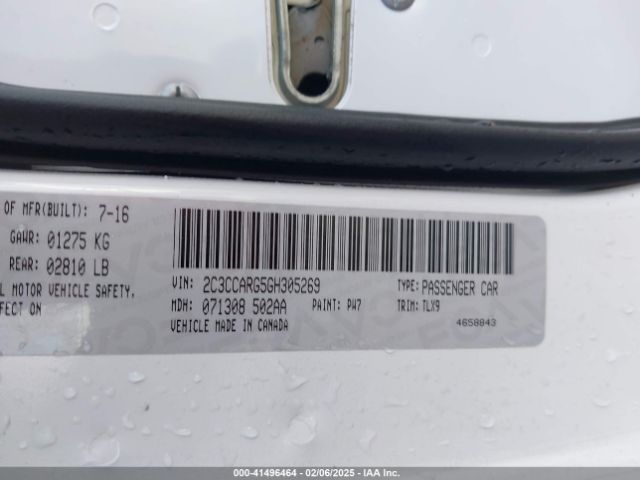 OF MFR(BUILT): 7-16
GAWR: 01275 KG
REAR: 02810 LB
L MOTOR VEHICLE SAFETY,
FECT ON
VIN: 2C3CCARG5GH305269
TYPE: PASSENGER CAR
MDH: 071308 502AA
PAINT: PW7
TRIM: TLX9
VEHICLE MADE IN CANADA
4658843
000-41496464 - 02/06/2025 - IAA Inc.